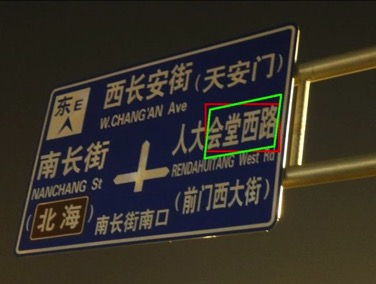 东E
西长安街(天安门)
W.CHANG'AN Ave
南长街
NANCHANG St
人大会堂西路
RENDAHUITANG West Rd
(北海)
南长街南口
(前门西大街)